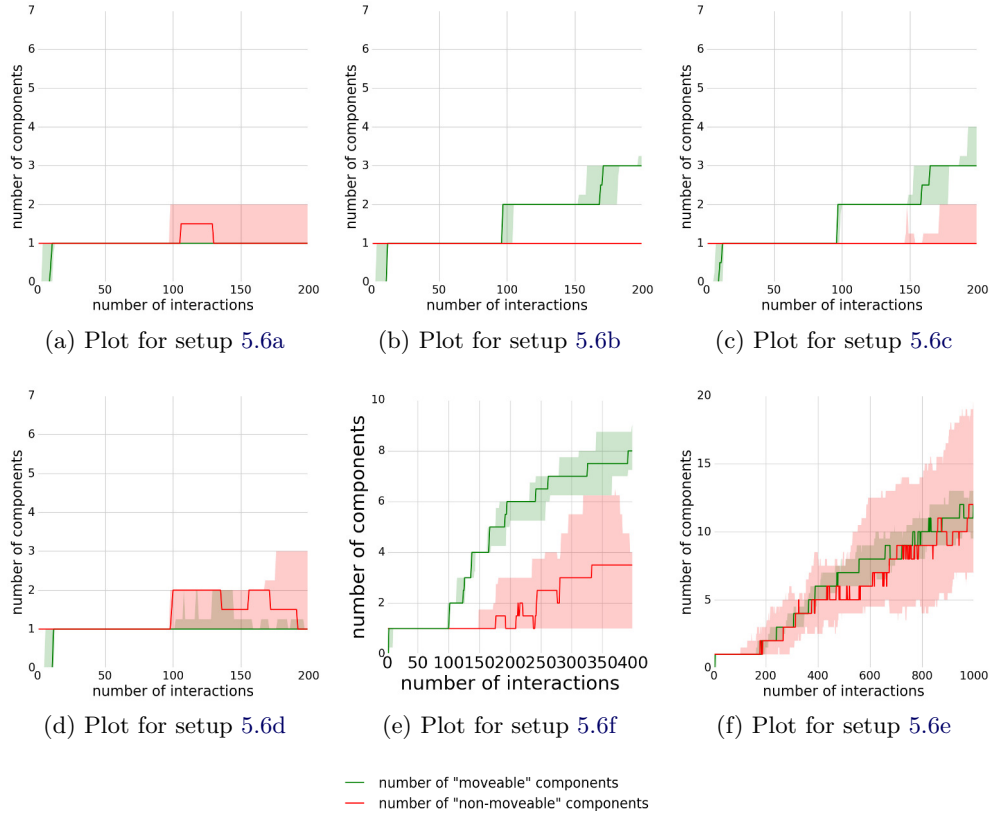 7
6
5
4
3
2
1
0
number of components
0 50 100 150 200
number of interactions
(a) Plot for setup 5.6a
7
6
5
4
3
2
1
0
number of components
0 50 100 150 200
number of interactions
(b) Plot for setup 5.6b
7
6
5
4
3
2
1
0
number of components
0 50 100 150 200
number of interactions
(c) Plot for setup 5.6c
7
6
5
4
3
2
1
0
number of components
0 50 100 150 200
number of interactions
(d) Plot for setup 5.6d
10
8
6
4
2
0
number of components
0 50 100 150 200 250 300 350 400
number of interactions
(e) Plot for setup 5.6f
20
15
10
5
0
number of components
0 200 400 600 800 1000
number of interactions
(f) Plot for setup 5.6e
number of "moveable" components
number of "non-moveable" components